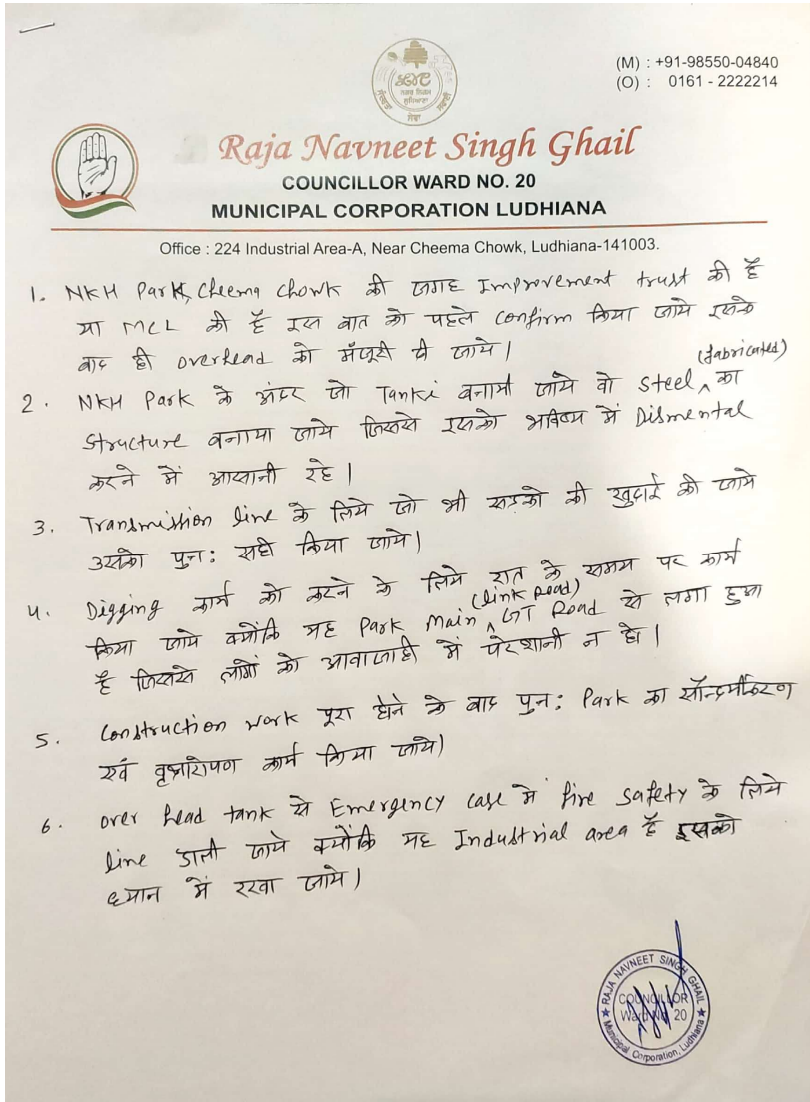 (M) : +91-98550-04840
(O) : 0161 - 2222214
ਨਗਰ ਨਿਗਮ
ਲੁਧਿਆਣਾ
ਸੇਵਾ
Raja Navneet Singh Ghail
COUNCILLOR WARD NO. 20
MUNICIPAL CORPORATION LUDHIANA
Office : 224 Industrial Area-A, Near Cheema Chowk, Ludhiana-141003.
1. NKH Park, Cheema Chowk की जगह Improvement trust की है
या MCL की है इस बात को पहले confirm किया जाये इसके
बाद ही overhead को मंजूरी दी जाये।
2. NKH Park के अंदर जो Tanki बनायी जाये वो Steel (fabricated) का
structure बनाया जाये जिससे इसको भविष्य में Dismental
करने में आसानी रहे।
3. Transmission line के लिये जो भी सड़को की खुदाई की जाये
उसको पुनः सही किया जाये।
4. Digging कार्य को करने के लिये रात के समय पर कार्य
किया जाये क्योंकि यह Park Main (link Road) GT Road से लगा हुआ
है जिससे लोगों को आवाजाही में परेशानी न हो।
5. Construction work पूरा होने के बाद पुनः Park का सौन्दर्यीकरण
एवं वृक्षारोपण कार्य किया जाये।
6. over head tank से Emergency case में fire safety के लिये
line डाली जाये क्योंकि यह Industrial area है इसको
ध्यान में रखा जाये।
RAJA NAVNEET SINGH GHAIL
COUNCILLOR
Ward No. 20
Municipal Corporation, Ludhiana